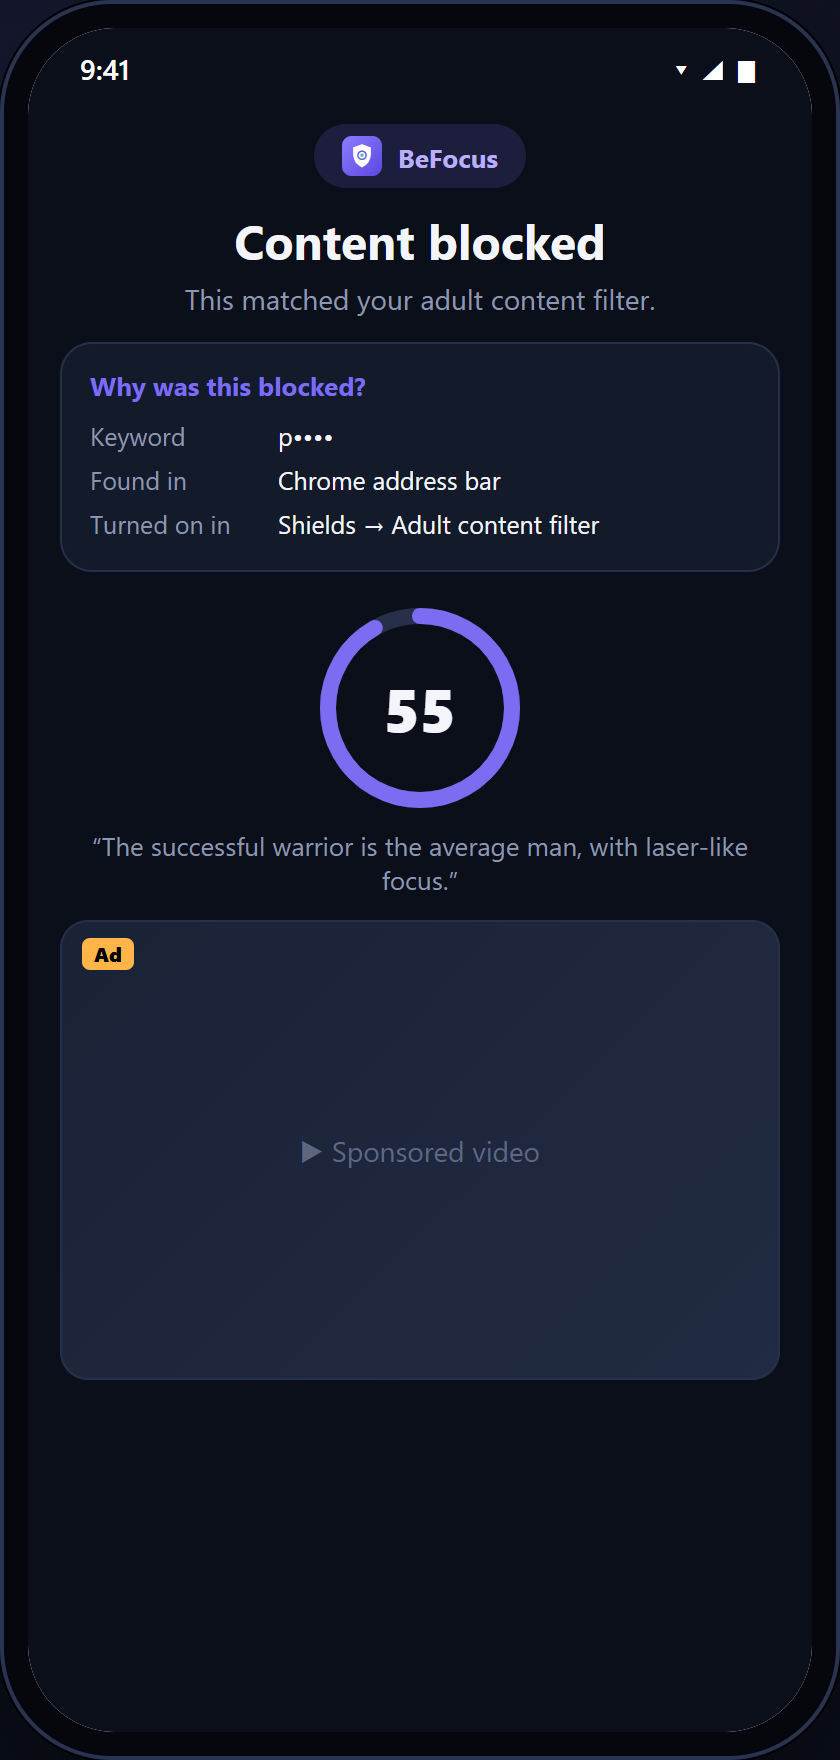 9:41
BeFocus
Content blocked
This matched your adult content filter.
Why was this blocked?
Keyword p••••
Found in Chrome address bar
Turned on in Shields → Adult content filter
55
“The successful warrior is the average man, with laser-like
focus.”
Ad
▶ Sponsored video